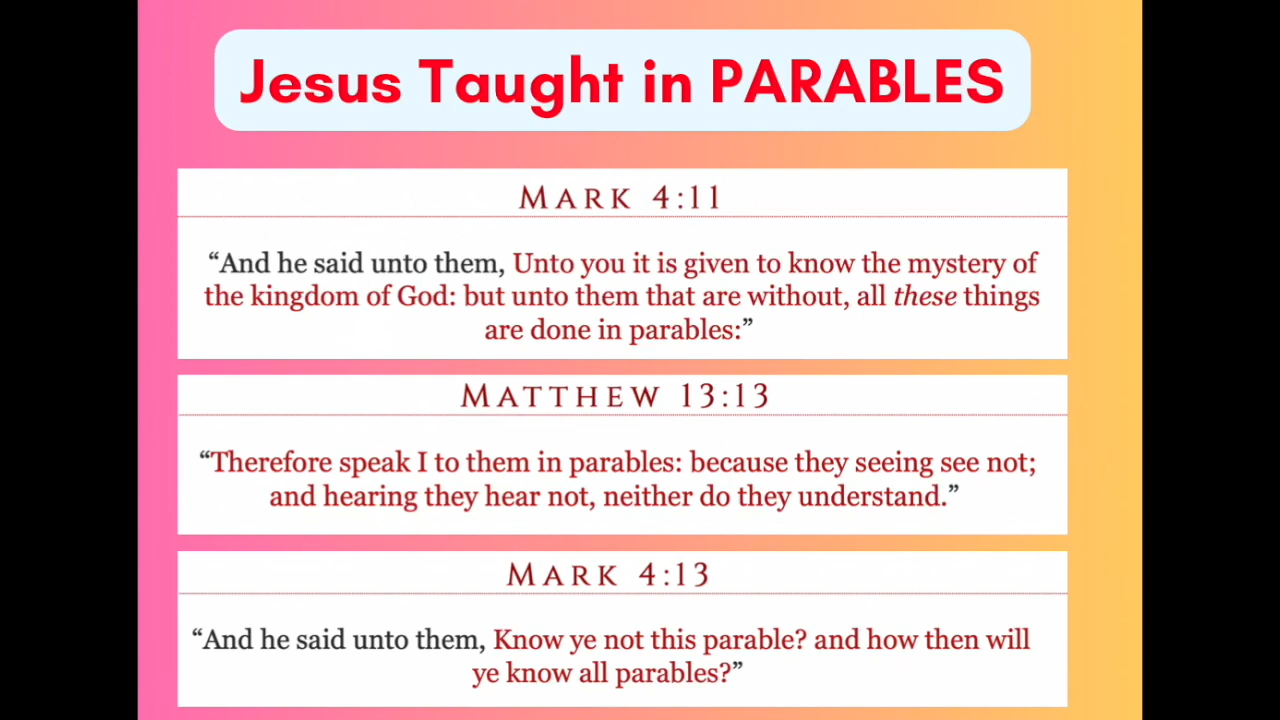 Jesus Taught in PARABLES
MARK 4:11
“And he said unto them, Unto you it is given to know the mystery of
the kingdom of God: but unto them that are without, all these things
are done in parables:”
MATTHEW 13:13
“Therefore speak I to them in parables: because they seeing see not;
and hearing they hear not, neither do they understand.”
MARK 4:13
“And he said unto them, Know ye not this parable? and how then will
ye know all parables?”